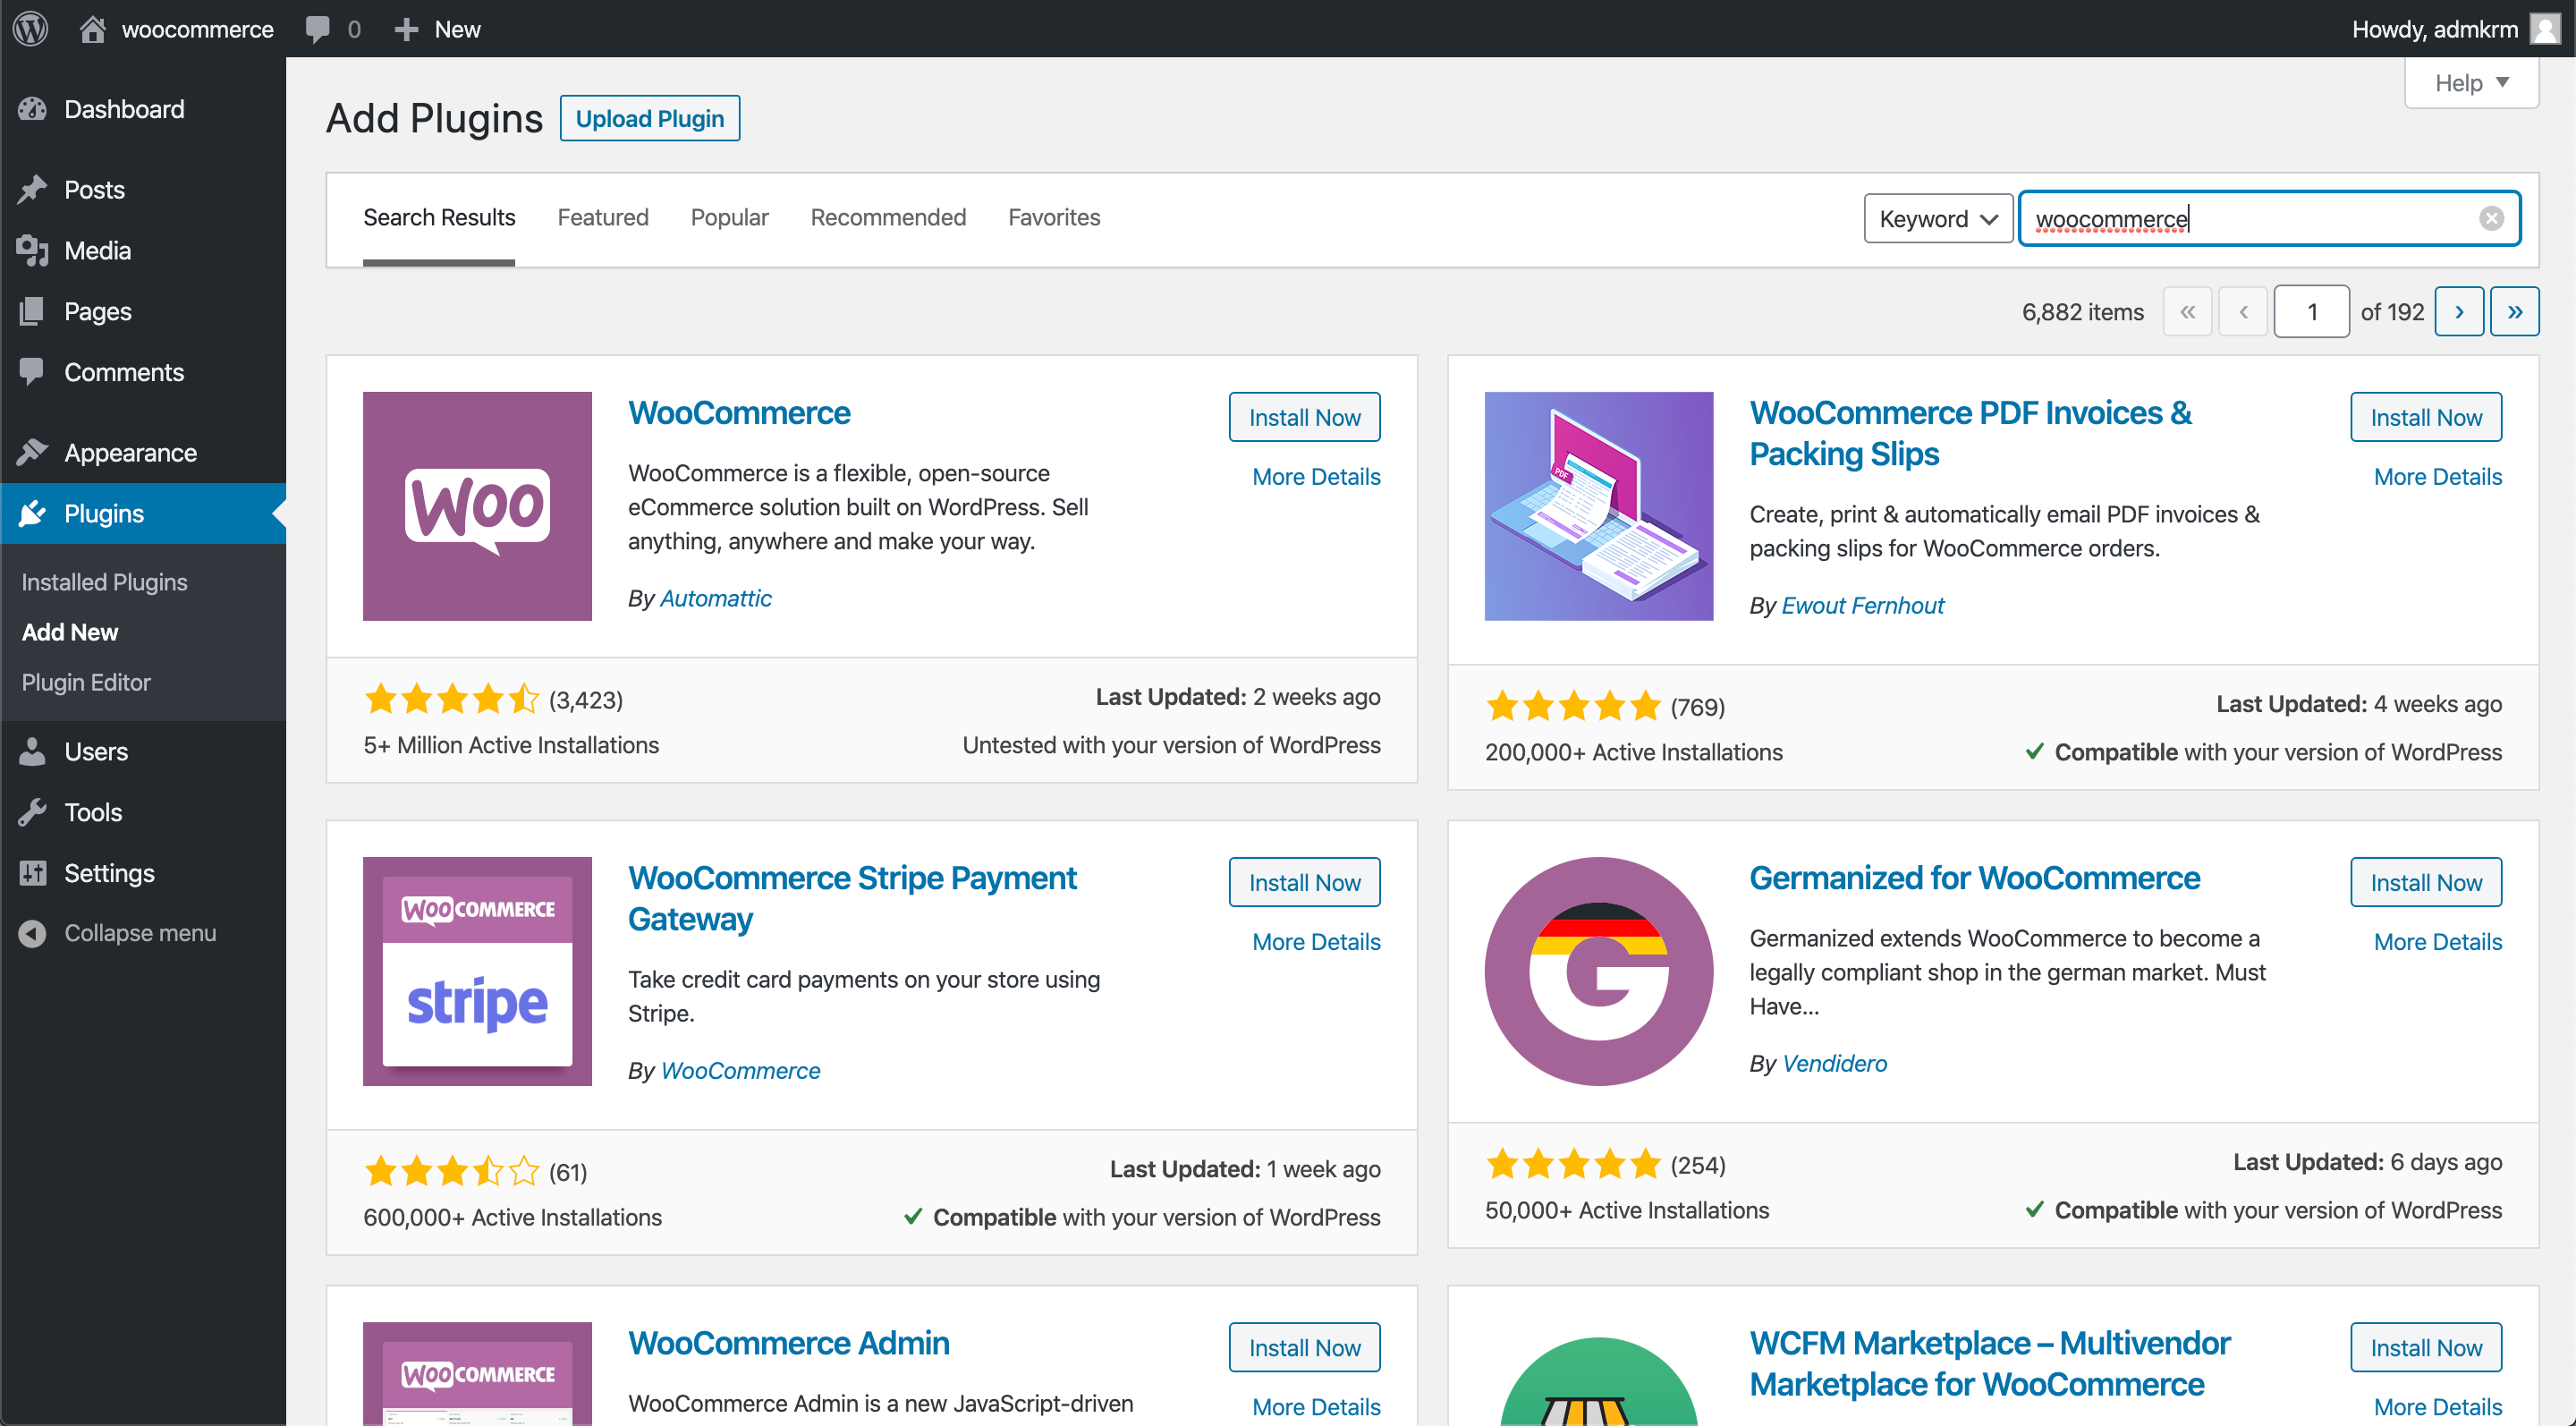 woocommerce 0 New
Howdy, admkrm
Dashboard
Posts
Media
Pages
Comments
Appearance
Plugins
Installed Plugins
Add New
Plugin Editor
Users
Tools
Settings
Collapse menu
Help
Add Plugins
Upload Plugin
Search Results Featured Popular Recommended Favorites
Keyword
woocommerce
6,882 items « ‹ 1 of 192 › »
WOO
WooCommerce
Install Now
More Details
WooCommerce is a flexible, open-source
eCommerce solution built on WordPress. Sell
anything, anywhere and make your way.
By Automattic
(3,423)
5+ Million Active Installations
Last Updated: 2 weeks ago
Untested with your version of WordPress
PDF
WooCommerce PDF Invoices &
Packing Slips
Install Now
More Details
Create, print & automatically email PDF invoices &
packing slips for WooCommerce orders.
By Ewout Fernhout
(769)
200,000+ Active Installations
Last Updated: 4 weeks ago
Compatible with your version of WordPress
WOOCOMMERCE
stripe
WooCommerce Stripe Payment
Gateway
Install Now
More Details
Take credit card payments on your store using
Stripe.
By WooCommerce
(61)
600,000+ Active Installations
Last Updated: 1 week ago
Compatible with your version of WordPress
G
Germanized for WooCommerce
Install Now
More Details
Germanized extends WooCommerce to become a
legally compliant shop in the german market. Must
Have...
By Vendidero
(254)
50,000+ Active Installations
Last Updated: 6 days ago
Compatible with your version of WordPress
WOOCOMMERCE
WooCommerce Admin
Install Now
More Details
WooCommerce Admin is a new JavaScript-driven
WCFM Marketplace – Multivendor
Marketplace for WooCommerce
Install Now
More Details